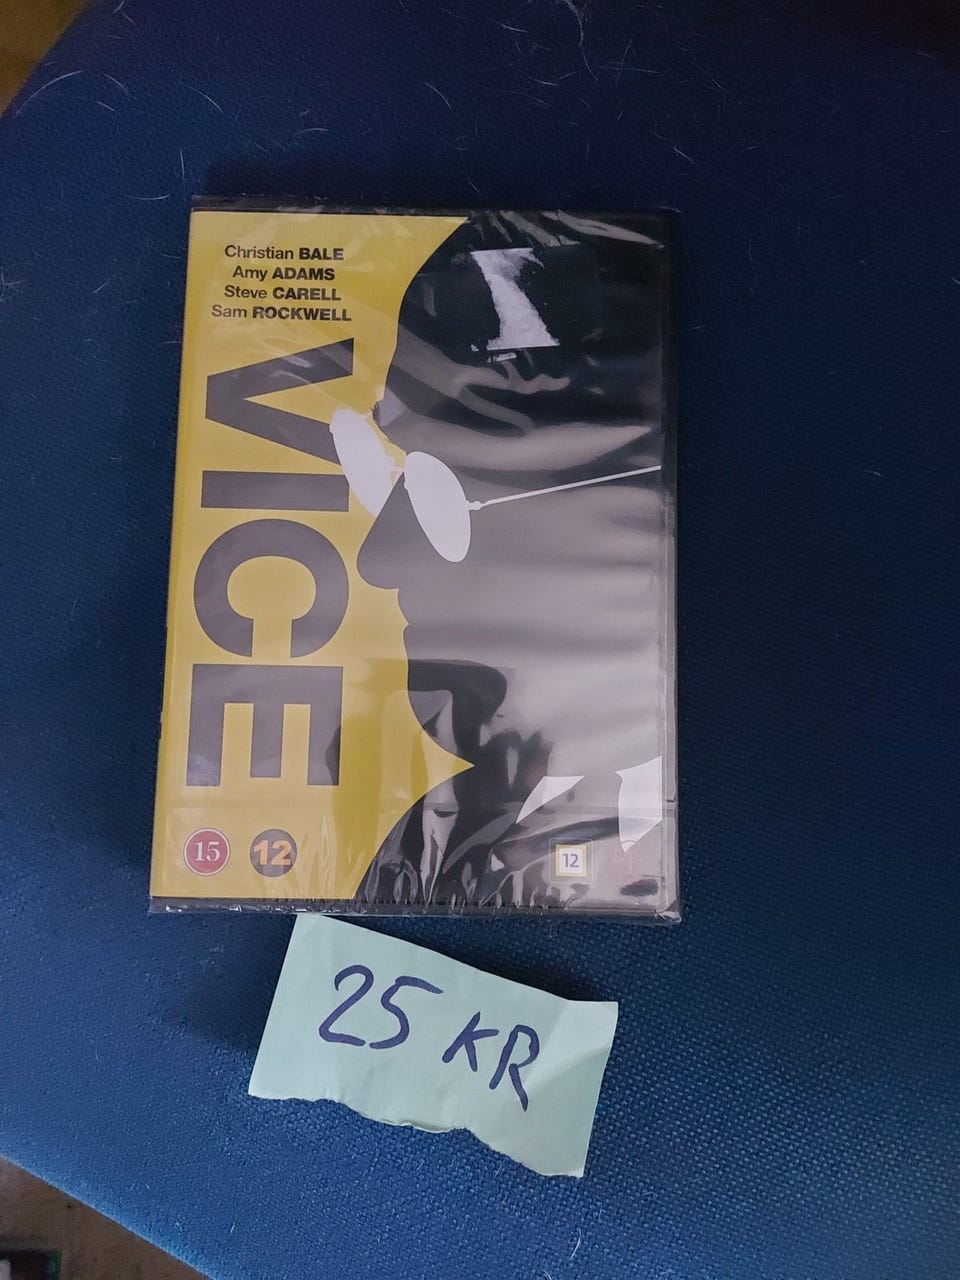 Christian BALE
Amy ADAMS
Steve CARELL
Sam ROCKWELL
VICE
15
12
12
25 KR